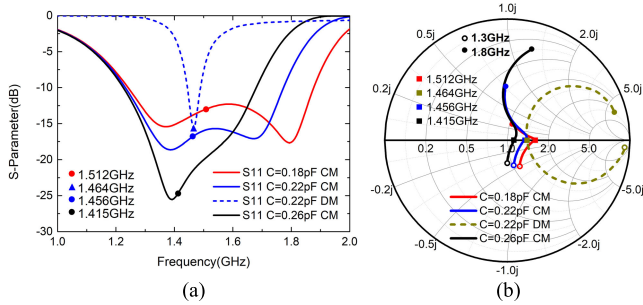 (a)
S-Parameter(dB)
0
-5
-10
-15
-20
-25
-30
1.0
1.2
1.4
1.6
1.8
2.0
Frequency(GHz)
1.512GHz
1.464GHz
1.456GHz
1.415GHz
S11 C=0.18pF CM
S11 C=0.22pF CM
S11 C=0.22pF DM
S11 C=0.26pF CM
(a)
(b)
1.0j
0.5j
2.0j
0.2j
5.0j
1.3GHz
1.8GHz
1.512GHz
1.464GHz
1.456GHz
1.415GHz
0.2
0.5
1.0
2.0
5.0
-0.2j
-5.0j
-0.5j
-2.0j
-1.0j
C=0.18pF CM
C=0.22pF CM
C=0.22pF DM
C=0.26pF CM
(b)